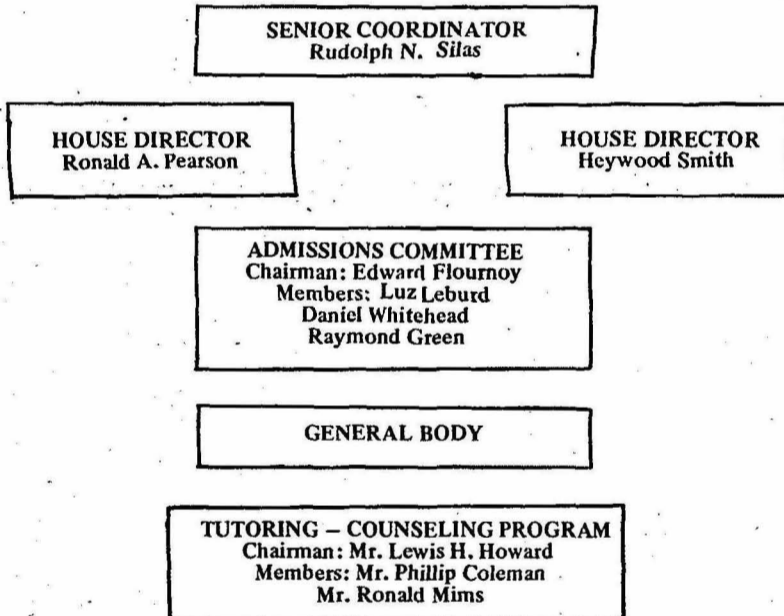 SENIOR COORDINATOR
Rudolph N. Silas
HOUSE DIRECTOR
Ronald A. Pearson
HOUSE DIRECTOR
Heywood Smith
ADMISSIONS COMMITTEE
Chairman: Edward Flournoy
Members: Luz Leburd
Daniel Whitehead
Raymond Green
GENERAL BODY
TUTORING – COUNSELING PROGRAM
Chairman: Mr. Lewis H. Howard
Members: Mr. Phillip Coleman
Mr. Ronald Mims